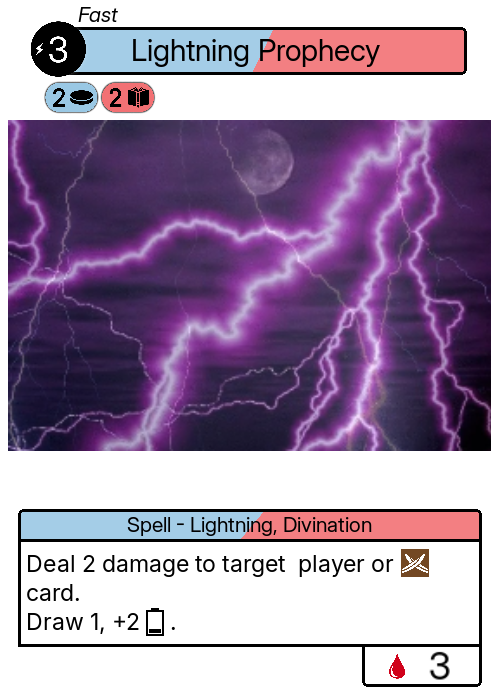 Fast
3 Lightning Prophecy
2 2
Spell - Lightning, Divination
Deal 2 damage to target  player or
card.
Draw 1, +2 .
3